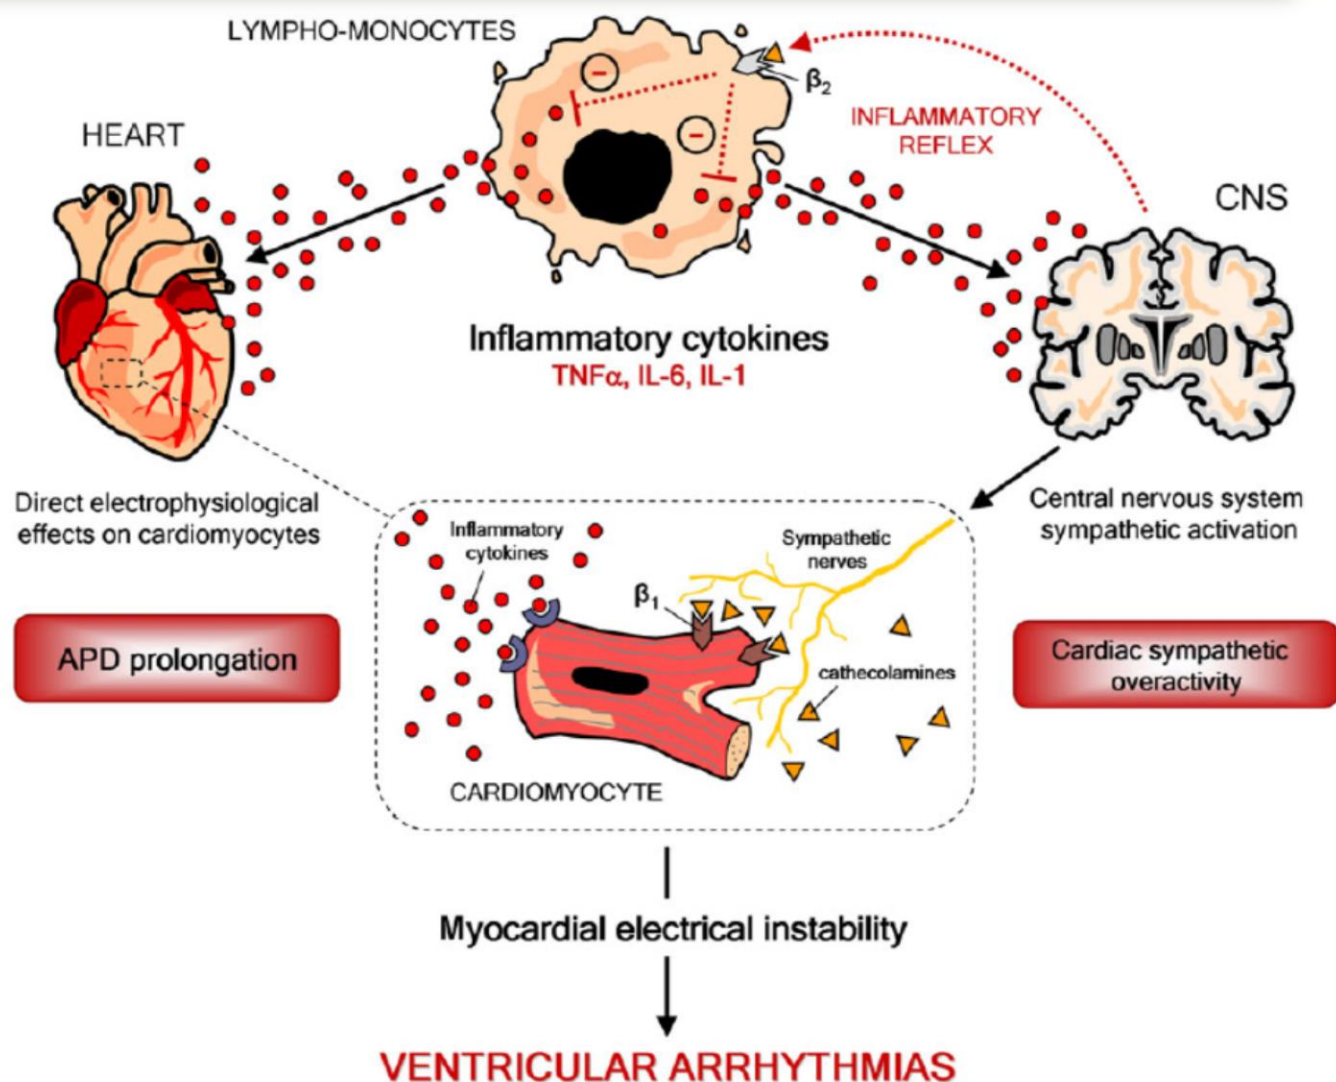 LYMPHO-MONOCYTES
β2
INFLAMMATORY
REFLEX
HEART
CNS
Inflammatory cytokines
TNFα, IL-6, IL-1
Direct electrophysiological
effects on cardiomyocytes
Central nervous system
sympathetic activation
Inflammatory
cytokines
Sympathetic
nerves
β1
APD prolongation
cathecolamines
Cardiac sympathetic
overactivity
CARDIOMYOCYTE
Myocardial electrical instability
VENTRICULAR ARRHYTHMIAS